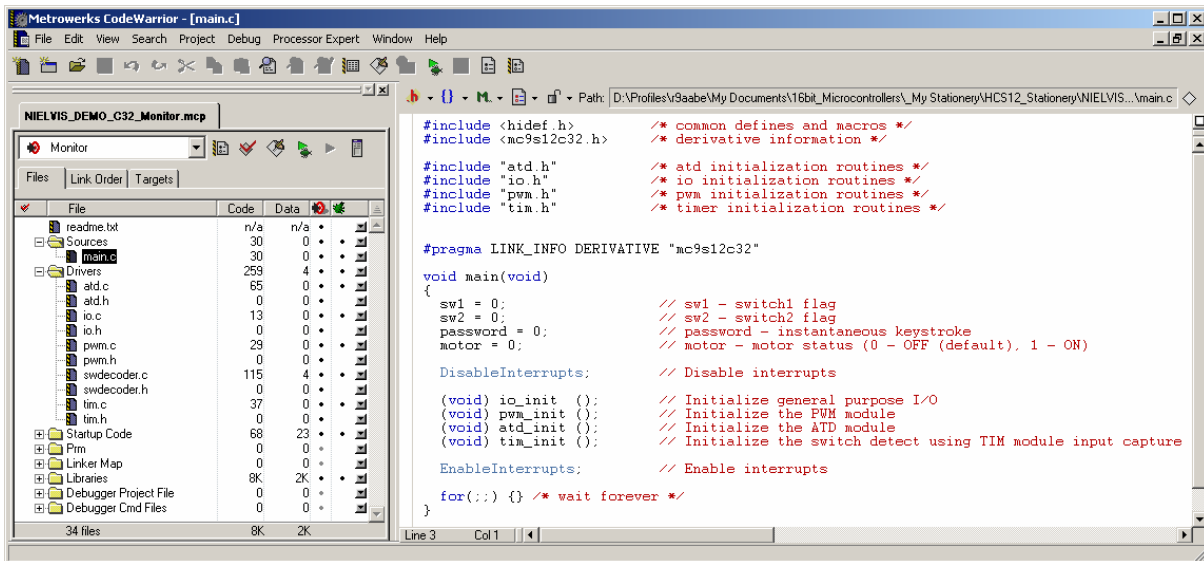 Metrowerks CodeWarrior - [main.c]
File Edit View Search Project Debug Processor Expert Window Help
Path: D:\Profiles\r9aabe\My Documents\16bit_Microcontrollers\_My Stationery\HCS12_Stationery\NIELVIS...\main.c
NIELVIS_DEMO_C32_Monitor.mcp
Monitor
Files Link Order Targets
File Code Data
readme.txt n/a n/a
Sources 30 0
main.c 30 0
Drivers 259 4
atd.c 65 0
atd.h 0 0
io.c 13 0
io.h 0 0
pwm.c 29 0
pwm.h 0 0
swdecoder.c 115 4
swdecoder.h 0 0
tim.c 37 0
tim.h 0 0
Startup Code 68 23
Prm 0 0
Linker Map 0 0
Libraries 8K 2K
Debugger Project File 0 0
Debugger Cmd Files 0 0
34 files 8K 2K
#include <hidef.h> /* common defines and macros */
#include <mc9s12c32.h> /* derivative information */
#include "atd.h" /* atd initialization routines */
#include "io.h" /* io initialization routines */
#include "pwm.h" /* pwm initialization routines */
#include "tim.h" /* timer initialization routines */
#pragma LINK_INFO DERIVATIVE "mc9s12c32"
void main(void)
{
sw1 = 0; // sw1 - switch1 flag
sw2 = 0; // sw2 - switch2 flag
password = 0; // password - instantaneous keystroke
motor = 0; // motor - motor status (0 - OFF (default), 1 - ON)
DisableInterrupts; // Disable interrupts
(void) io_init (); // Initialize general purpose I/O
(void) pwm_init (); // Initialize the PWM module
(void) atd_init (); // Initialize the ATD module
(void) tim_init (); // Initialize the switch detect using TIM module input capture
EnableInterrupts; // Enable interrupts
for(;;) {} /* wait forever */
}
Line 3 Col 1